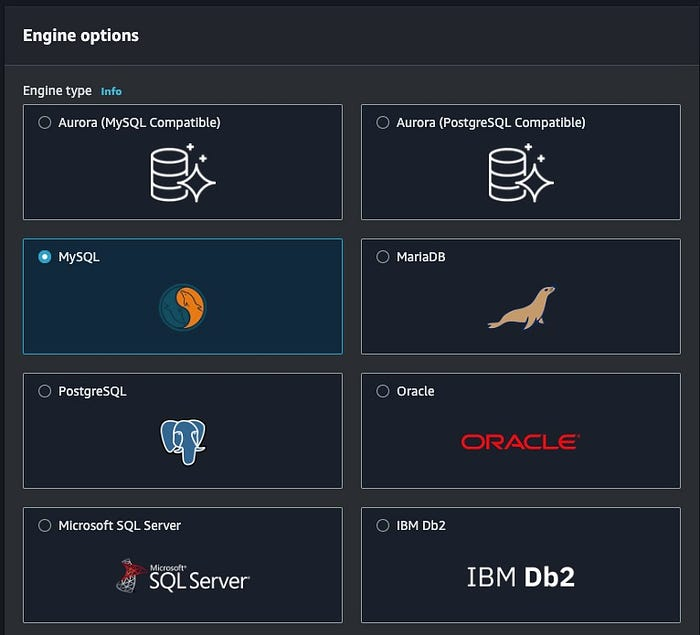 Engine options
Engine type Info
Aurora (MySQL Compatible)
Aurora (PostgreSQL Compatible)
MySQL
MariaDB
PostgreSQL
Oracle
ORACLE®
Microsoft SQL Server
Microsoft®
SQL Server®
IBM Db2
IBM Db2